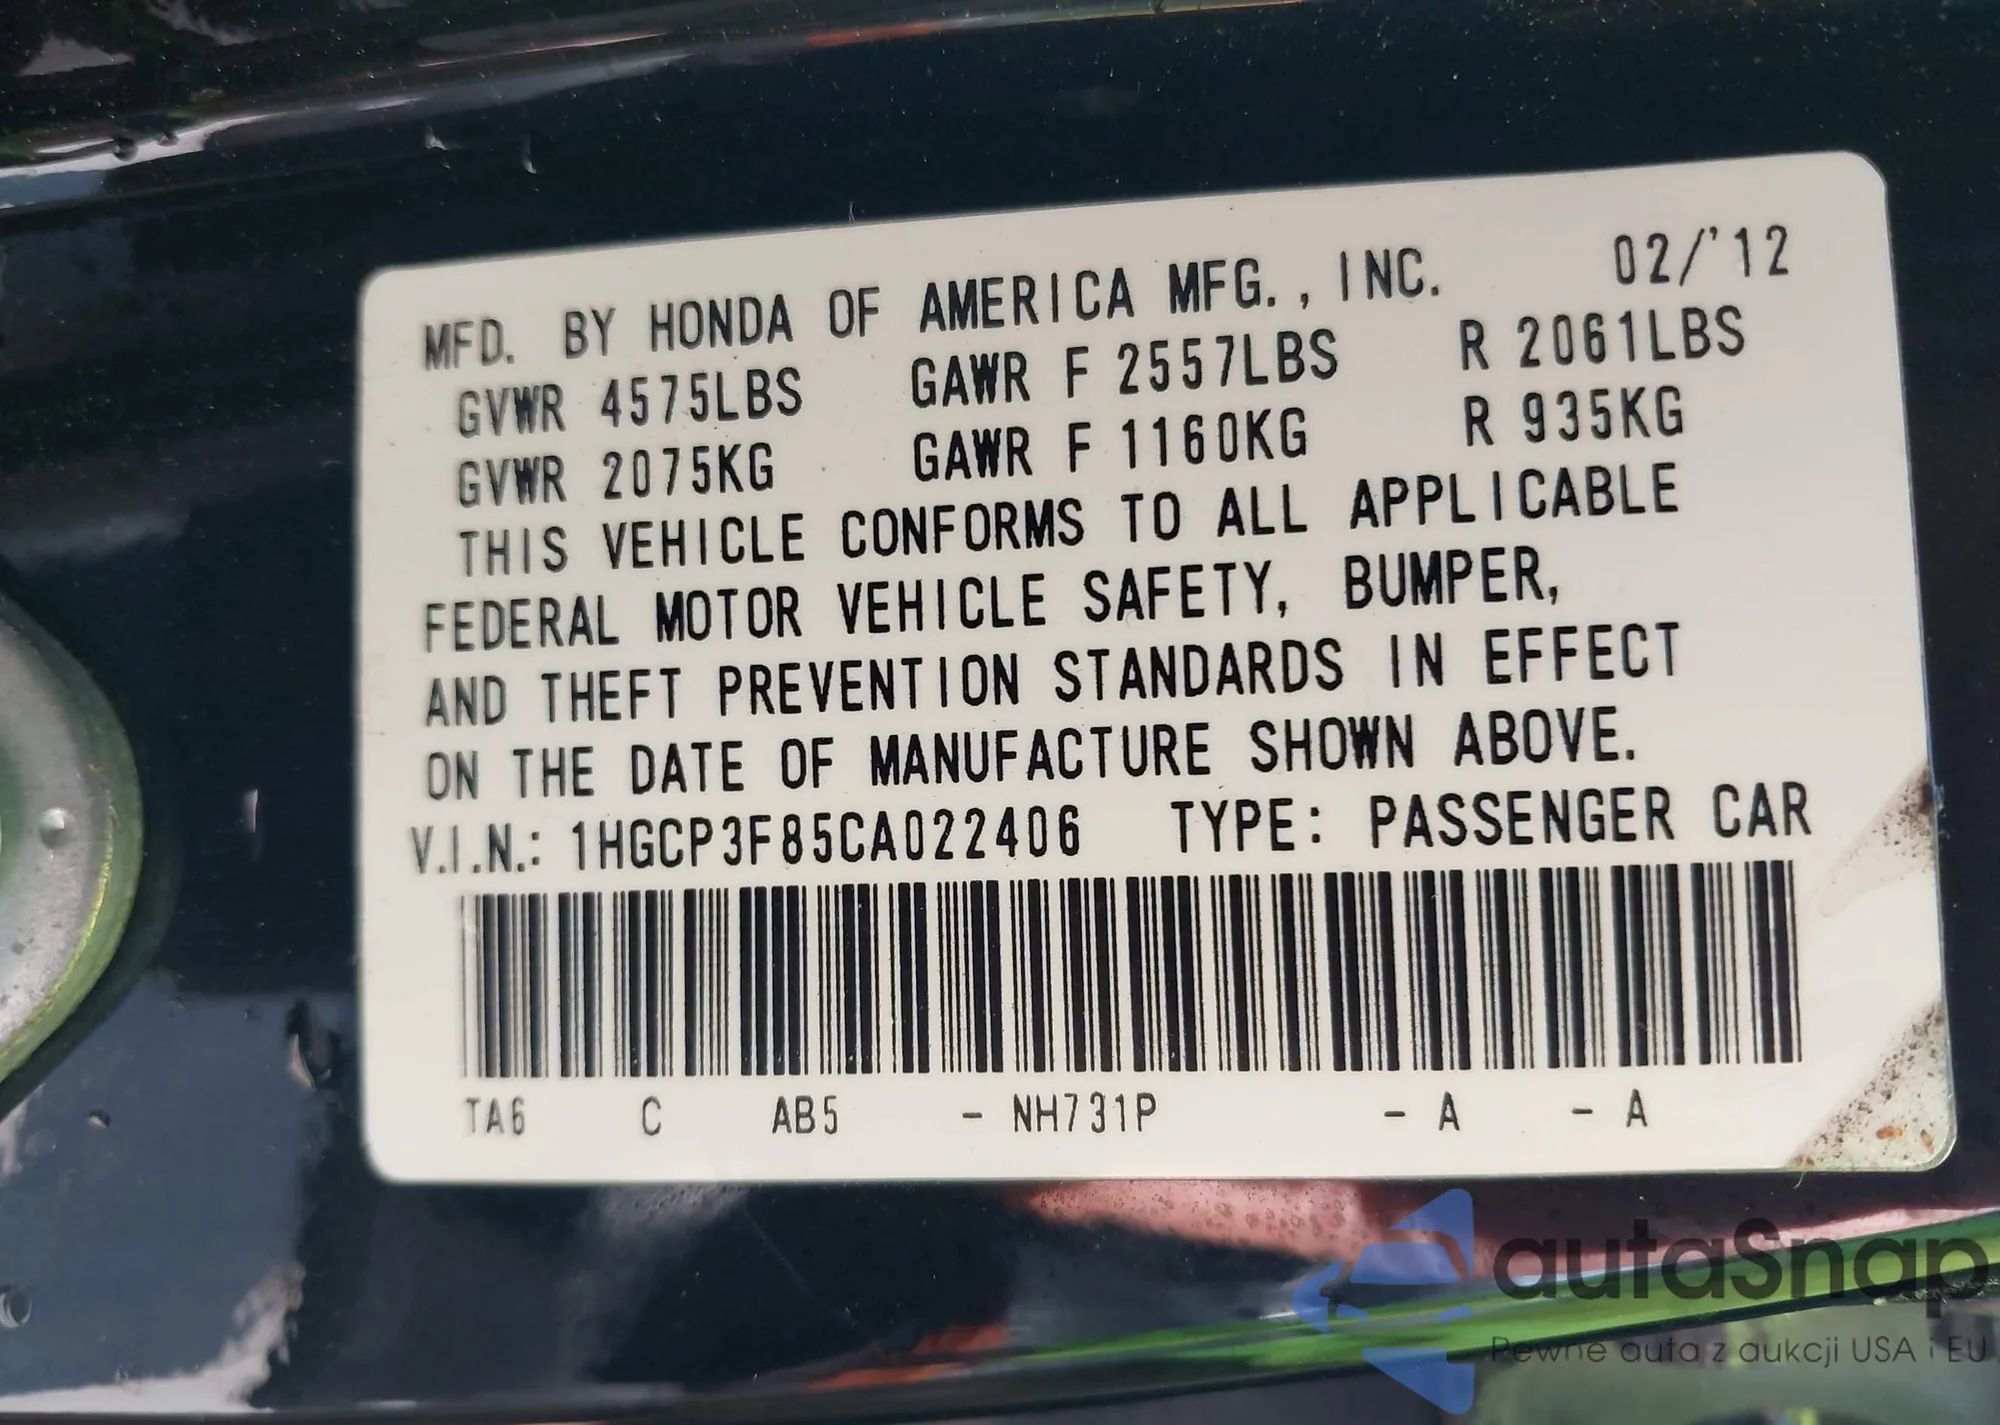 MFD. BY HONDA OF AMERICA MFG., INC. 02/'12
GVWR 4575LBS GAWR F 2557LBS R 2061LBS
GVWR 2075KG GAWR F 1160KG R 935KG
THIS VEHICLE CONFORMS TO ALL APPLICABLE
FEDERAL MOTOR VEHICLE SAFETY, BUMPER,
AND THEFT PREVENTION STANDARDS IN EFFECT
ON THE DATE OF MANUFACTURE SHOWN ABOVE.
V.I.N.: 1HGCP3F85CA022406 TYPE: PASSENGER CAR
TA6 C AB5 - NH731P - A - A
autaSnap
Pewne auta z aukcji USA i EU